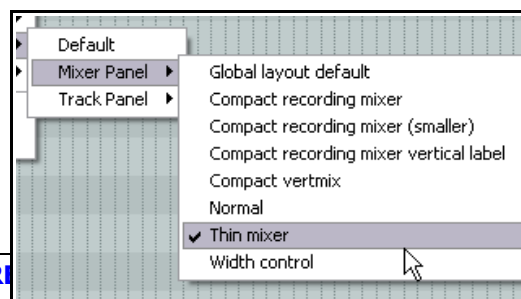 Default
Mixer Panel
Track Panel
Global layout default
Compact recording mixer
Compact recording mixer (smaller)
Compact recording mixer vertical label
Compact vertmix
Normal
Thin mixer
Width control